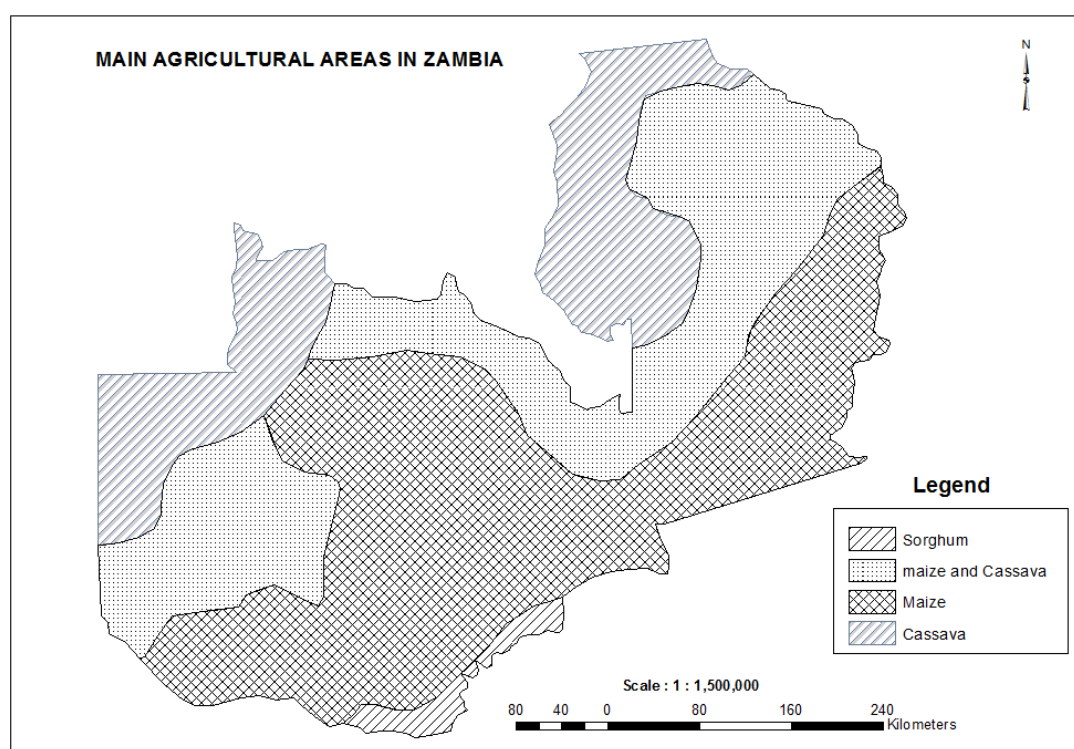 MAIN AGRICULTURAL AREAS IN ZAMBIA
N
Legend
Sorghum
maize and Cassava
Maize
Cassava
Scale : 1 : 1,500,000
80 40 0 80 160 240
Kilometers